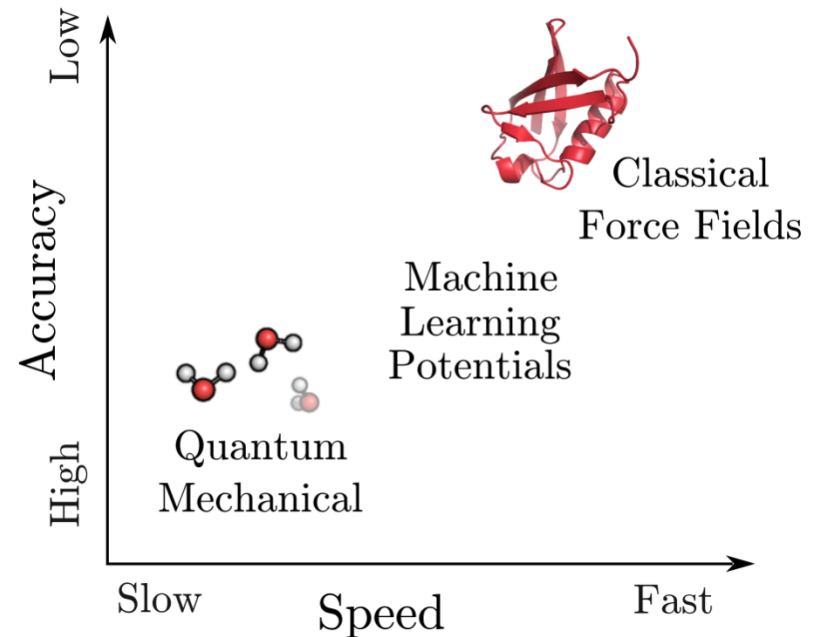 Low
Accuracy
High
Classical
Force Fields
Machine
Learning
Potentials
Quantum
Mechanical
Slow
Speed
Fast